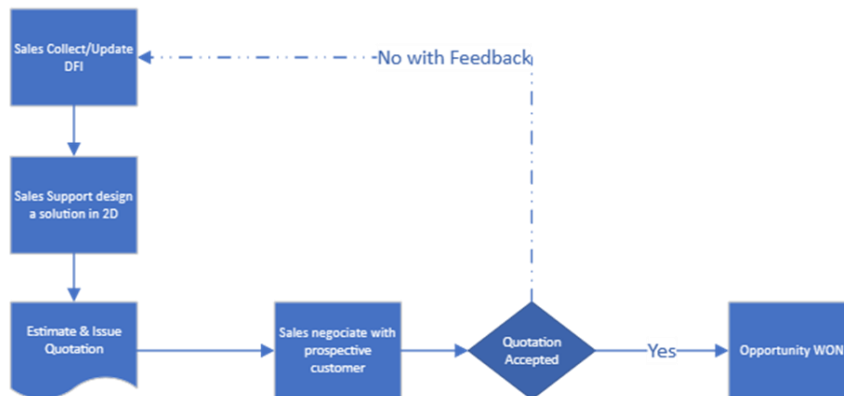 Sales Collect/Update
DFI
No with Feedback
Sales Support design
a solution in 2D
Estimate & Issue
Quotation
Sales negociate with
prospective
customer
Quotation
Accepted
Yes
Opportunity WON